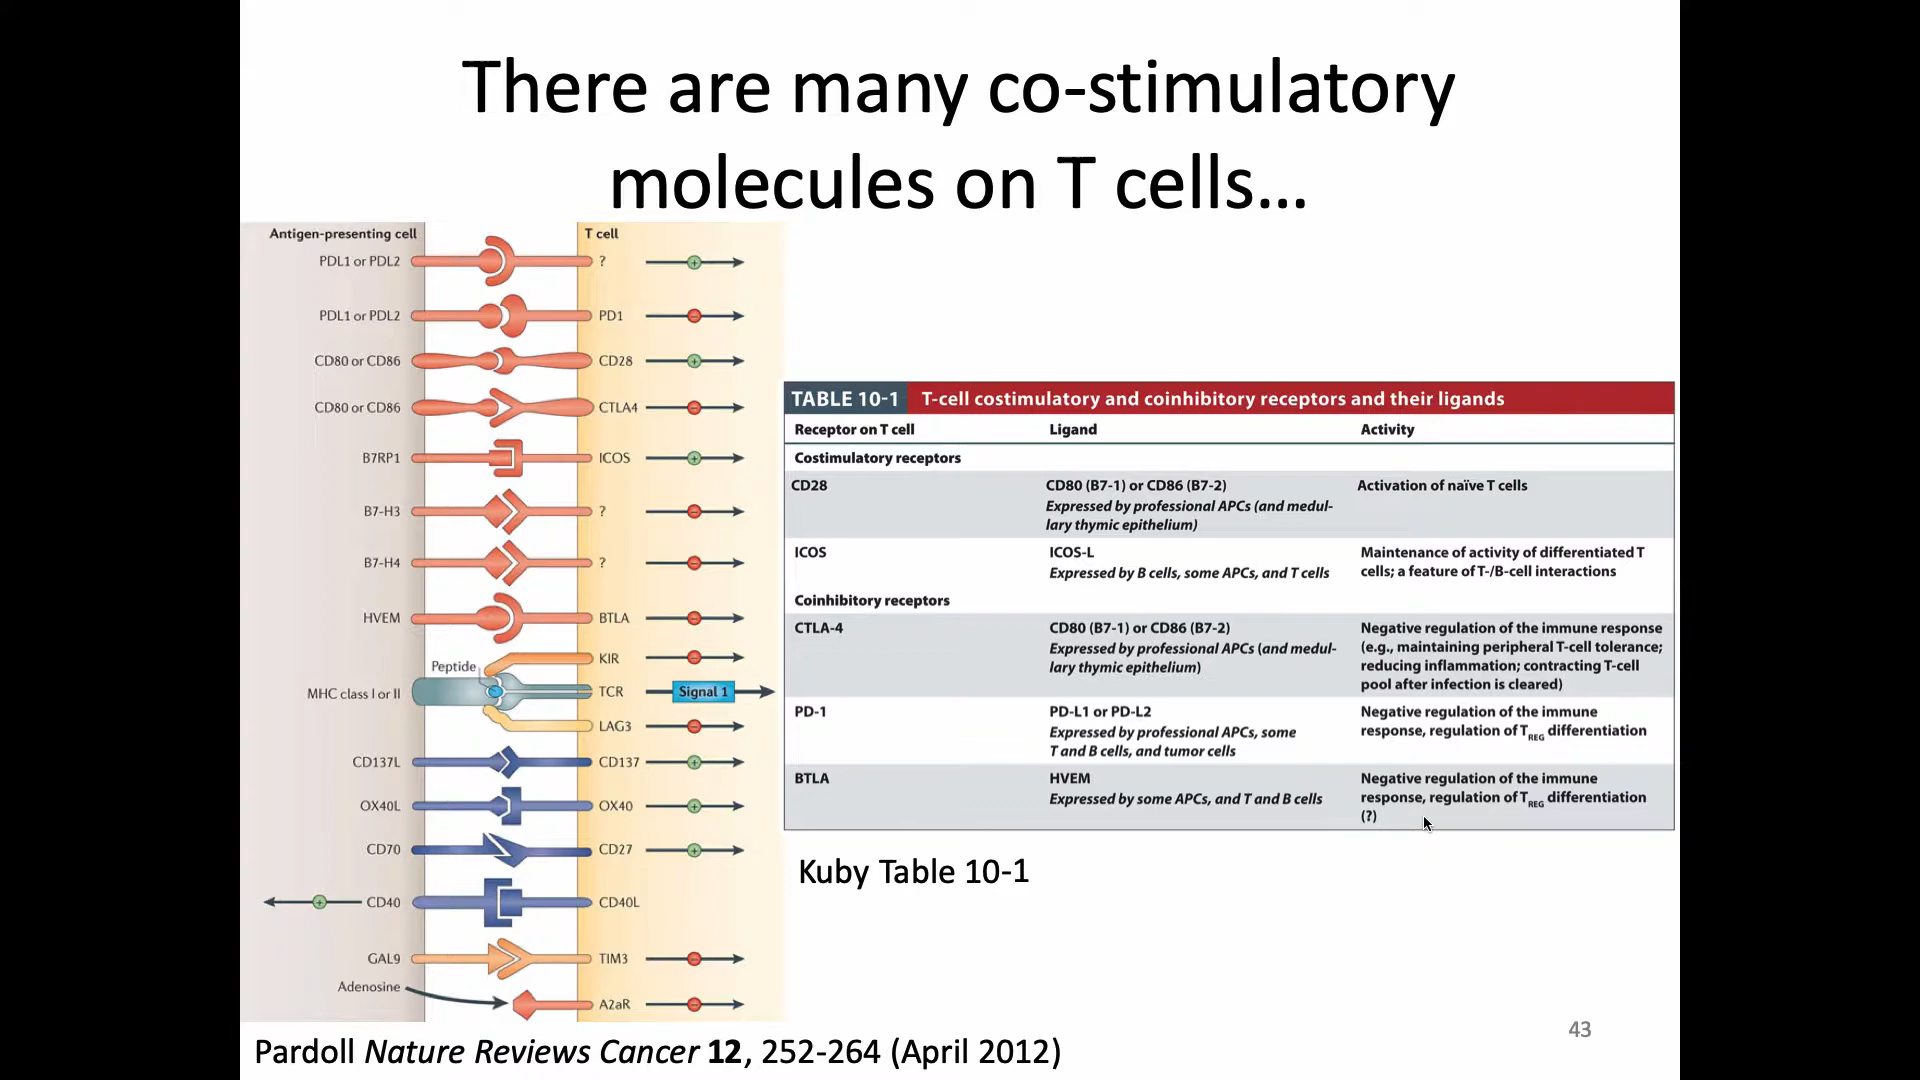 There are many co-stimulatory
molecules on T cells...
Antigen-presenting cell
T cell
PDL1 or PDL2
?
+
PDL1 or PDL2
PD1
–
CD80 or CD86
CD28
+
CD80 or CD86
CTLA4
–
B7RP1
ICOS
+
B7-H3
?
–
B7-H4
?
–
HVEM
BTLA
–
Peptide
KIR
–
MHC class I or II
TCR
Signal 1
LAG3
–
CD137L
CD137
+
OX40L
OX40
+
CD70
CD27
+
+
CD40
CD40L
GAL9
TIM3
–
Adenosine
A2aR
–
TABLE 10-1 T-cell costimulatory and coinhibitory receptors and their ligands
Receptor on T cell Ligand Activity
Costimulatory receptors
CD28 CD80 (B7-1) or CD86 (B7-2) Activation of naïve T cells
Expressed by professional APCs (and medul-
lary thymic epithelium)
ICOS ICOS-L Maintenance of activity of differentiated T
Expressed by B cells, some APCs, and T cells cells; a feature of T-/B-cell interactions
Coinhibitory receptors
CTLA-4 CD80 (B7-1) or CD86 (B7-2) Negative regulation of the immune response
Expressed by professional APCs (and medul- (e.g., maintaining peripheral T-cell tolerance;
lary thymic epithelium) reducing inflammation; contracting T-cell
pool after infection is cleared)
PD-1 PD-L1 or PD-L2 Negative regulation of the immune
Expressed by professional APCs, some response, regulation of TREG differentiation
T and B cells, and tumor cells
BTLA HVEM Negative regulation of the immune
Expressed by some APCs, and T and B cells response, regulation of TREG differentiation
(?)
Kuby Table 10-1
43
Pardoll Nature Reviews Cancer 12, 252-264 (April 2012)